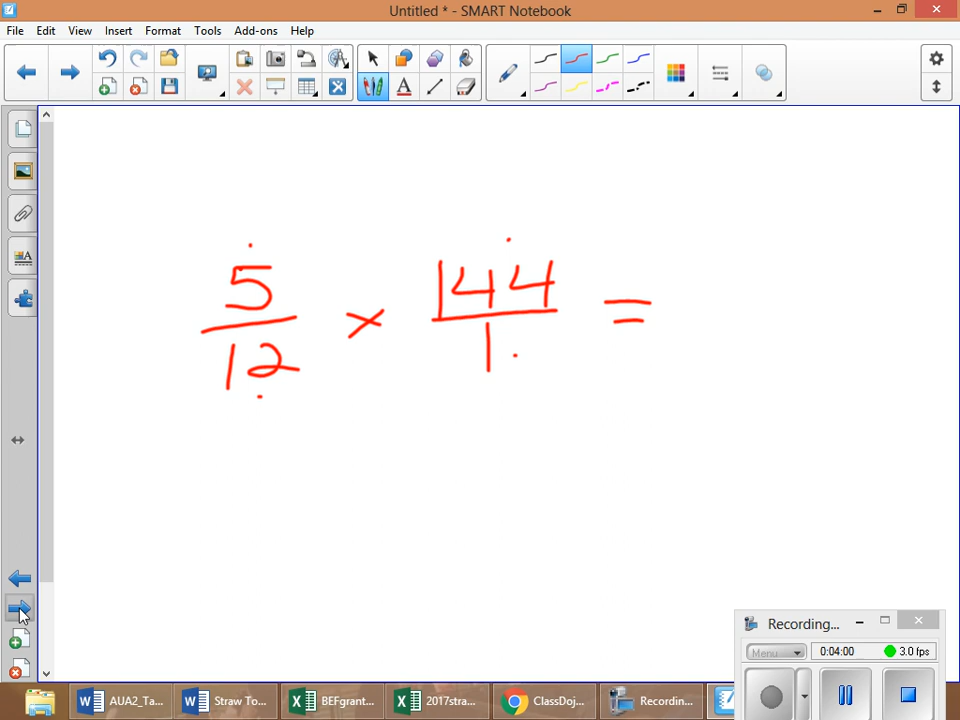 Untitled * - SMART Notebook
File Edit View Insert Format Tools Add-ons Help
5/12 × 144/1 =
Recording...
Menu 0:04:00 3.0 fps
AUA2_Ta... Straw To... BEFgrant... 2017stra... ClassDoj... Recordin...